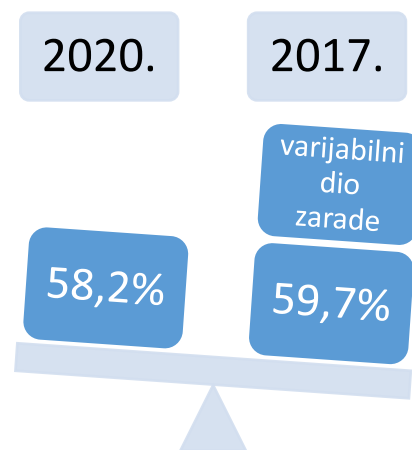 2020.
2017.
varijabilni
dio
zarade
58,2%
59,7%